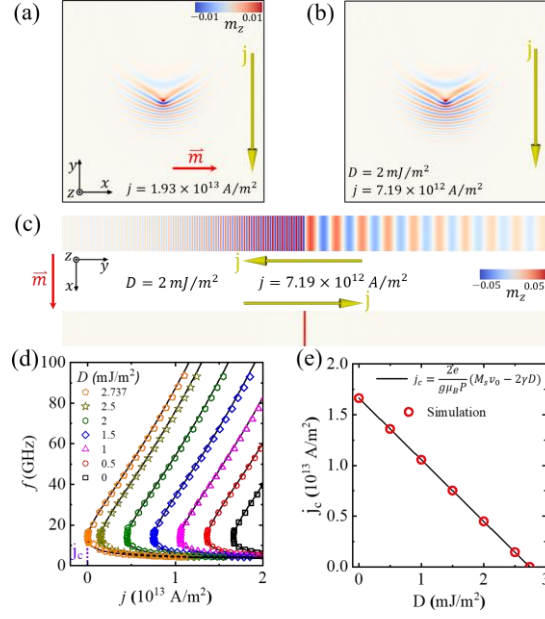 (a)
−0.01 0.01
m_z
j
y
z x
m⃗
j = 1.93 × 10¹³ A/m²
(b)
j
D = 2 mJ/m²
j = 7.19 × 10¹² A/m²
(c)
m⃗
z y
x
j
D = 2 mJ/m² j = 7.19 × 10¹² A/m²
j
−0.05 0.05
m_z
(d)
D (mJ/m²)
2.737
2.5
2
1.5
1
0.5
0
j_c
100
80
60
40
20
0
f (GHz)
0 1 2
j (10¹³ A/m²)
(e)
j_c = 2e/(gμ_BP) (M_sv_0 − 2γD)
Simulation
2.0
1.5
1.0
0.5
0.0
j_c (10¹³ A/m²)
0 1 2 3
D (mJ/m²)